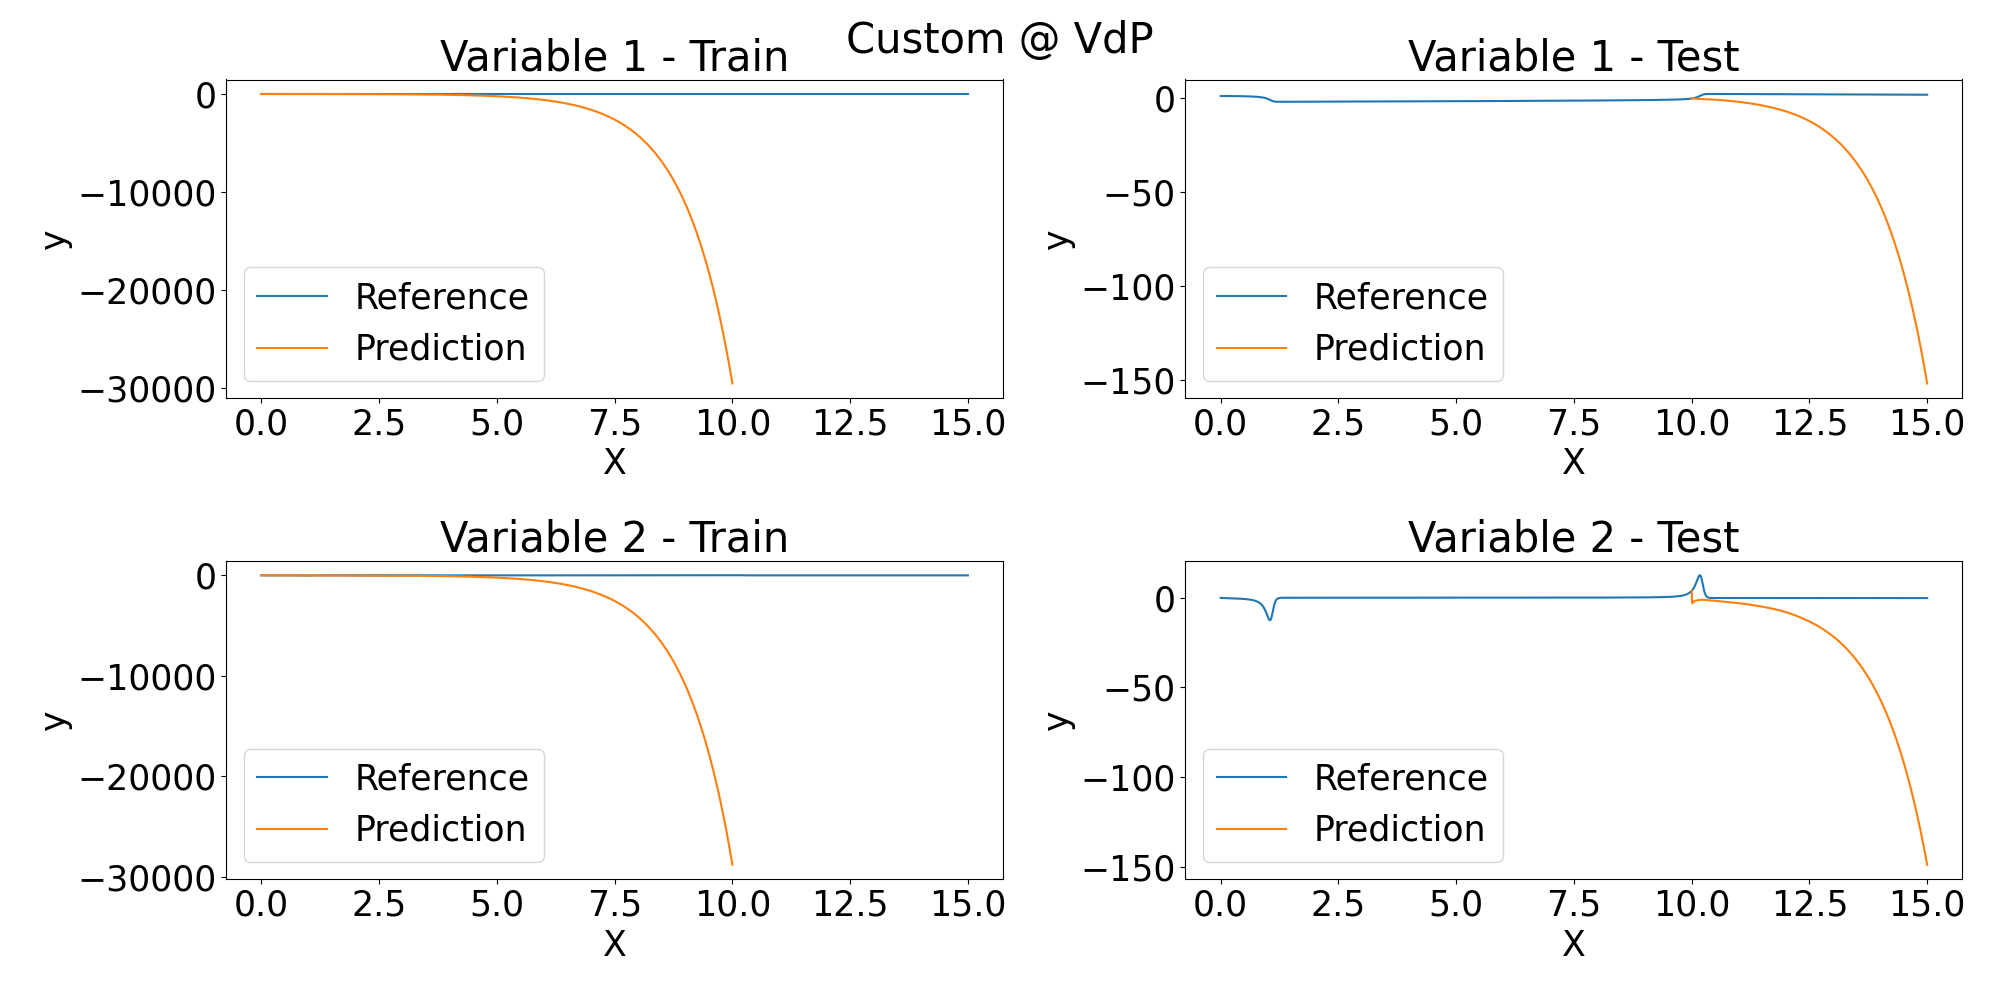 Custom @ VdP
Variable 1 - Train
0
−10000
−20000
−30000
y
Reference
Prediction
0.0 2.5 5.0 7.5 10.0 12.5 15.0
X
Variable 1 - Test
0
−50
−100
−150
y
Reference
Prediction
0.0 2.5 5.0 7.5 10.0 12.5 15.0
X
Variable 2 - Train
0
−10000
−20000
−30000
y
Reference
Prediction
0.0 2.5 5.0 7.5 10.0 12.5 15.0
X
Variable 2 - Test
0
−50
−100
−150
y
Reference
Prediction
0.0 2.5 5.0 7.5 10.0 12.5 15.0
X